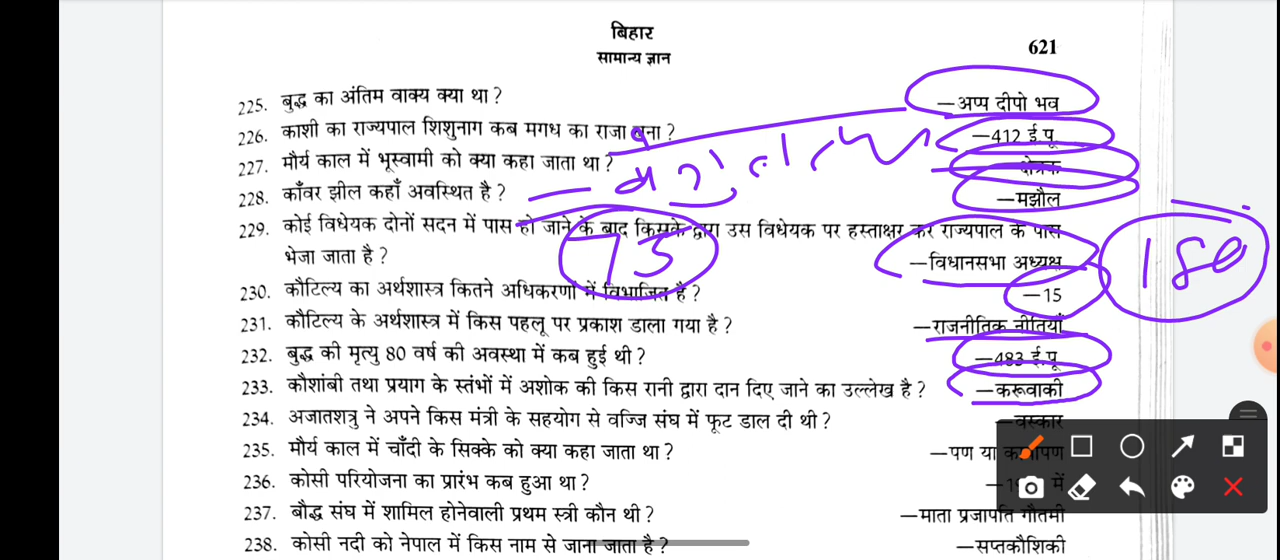 बिहार
सामान्य ज्ञान
621
225. बुद्ध का अंतिम वाक्य क्या था? —अप्प दीपो भव
226. काशी का राज्यपाल शिशुनाग कब मगध का राजा बना? —412 ई.पू.
227. मौर्य काल में भूस्वामी को क्या कहा जाता था? —क्षेत्रक
228. काँवर झील कहाँ अवस्थित है? —मझौल
229. कोई विधेयक दोनों सदन में पास हो जाने के बाद किसके द्वारा उस विधेयक पर हस्ताक्षर कर राज्यपाल के पास
भेजा जाता है? —विधानसभा अध्यक्ष
75
180
230. कौटिल्य का अर्थशास्त्र कितने अधिकरणों में विभाजित है? —15
231. कौटिल्य के अर्थशास्त्र में किस पहलू पर प्रकाश डाला गया है? —राजनीतिक नीतियाँ
232. बुद्ध की मृत्यु 80 वर्ष की अवस्था में कब हुई थी? —483 ई.पू.
233. कौशांबी तथा प्रयाग के स्तंभों में अशोक की किस रानी द्वारा दान दिए जाने का उल्लेख है? —करूवाकी
234. अजातशत्रु ने अपने किस मंत्री के सहयोग से वज्जि संघ में फूट डाल दी थी? —वस्कार
235. मौर्य काल में चाँदी के सिक्के को क्या कहा जाता था? —पण या
236. कोसी परियोजना का प्रारंभ कब हुआ था? में
237. बौद्ध संघ में शामिल होनेवाली प्रथम स्त्री कौन थी? —माता प्रजापति गौतमी
238. कोसी नदी को नेपाल में किस नाम से जाना जाता है? —सप्तकौशिकी